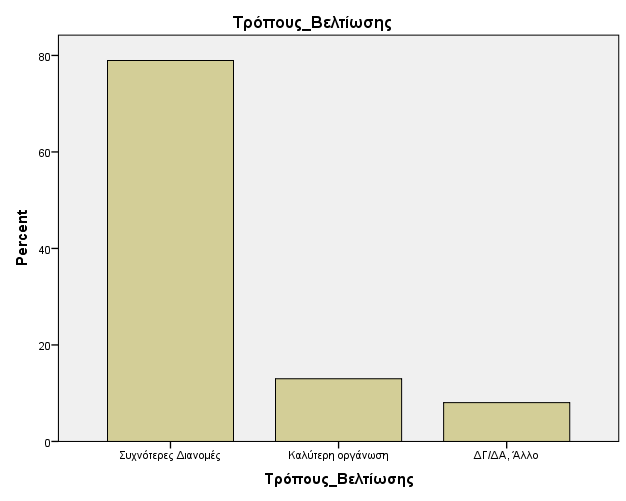 Τρόπους_Βελτίωσης
Percent
80
60
40
20
0
Συχνότερες Διανομές
Καλύτερη οργάνωση
ΔΓ/ΔΑ, Άλλο
Τρόπους_Βελτίωσης